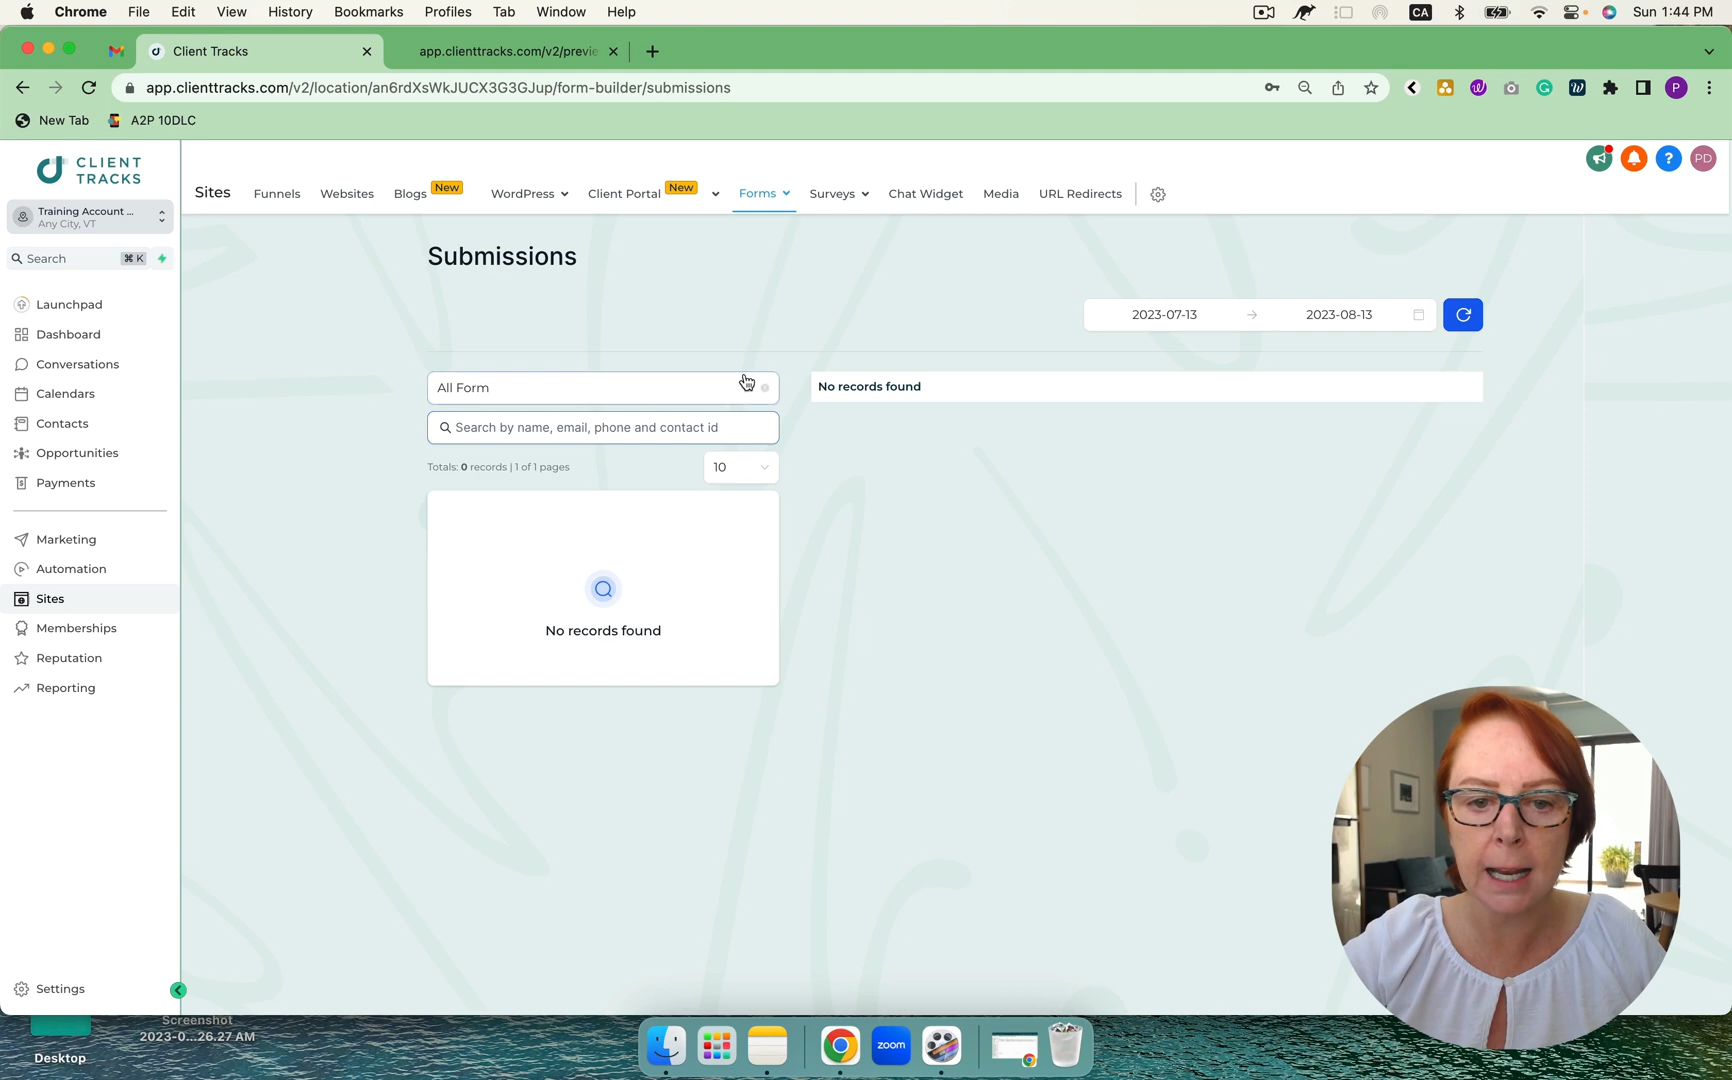 Chrome File Edit View History Bookmarks Profiles Tab Window Help CA Sun 1:44 PM
Client Tracks app.clienttracks.com/v2/previe
app.clienttracks.com/v2/location/an6rdXsWkJUCX3G3GJup/form-builder/submissions P
New Tab A2P 10DLC
CLIENT
TRACKS
PD
Sites Funnels Websites Blogs New WordPress Client Portal New Forms Surveys Chat Widget Media URL Redirects
Training Account ...
Any City, VT
Search ⌘ K
Launchpad
Dashboard
Conversations
Calendars
Contacts
Opportunities
Payments
Marketing
Automation
Sites
Memberships
Reputation
Reporting
Settings
Submissions
2023-07-13 → 2023-08-13
All Form
No records found
Search by name, email, phone and contact id
Totals: 0 records | 1 of 1 pages
10
No records found
Screenshot
2023-0...26.27 AM
Desktop
zoom